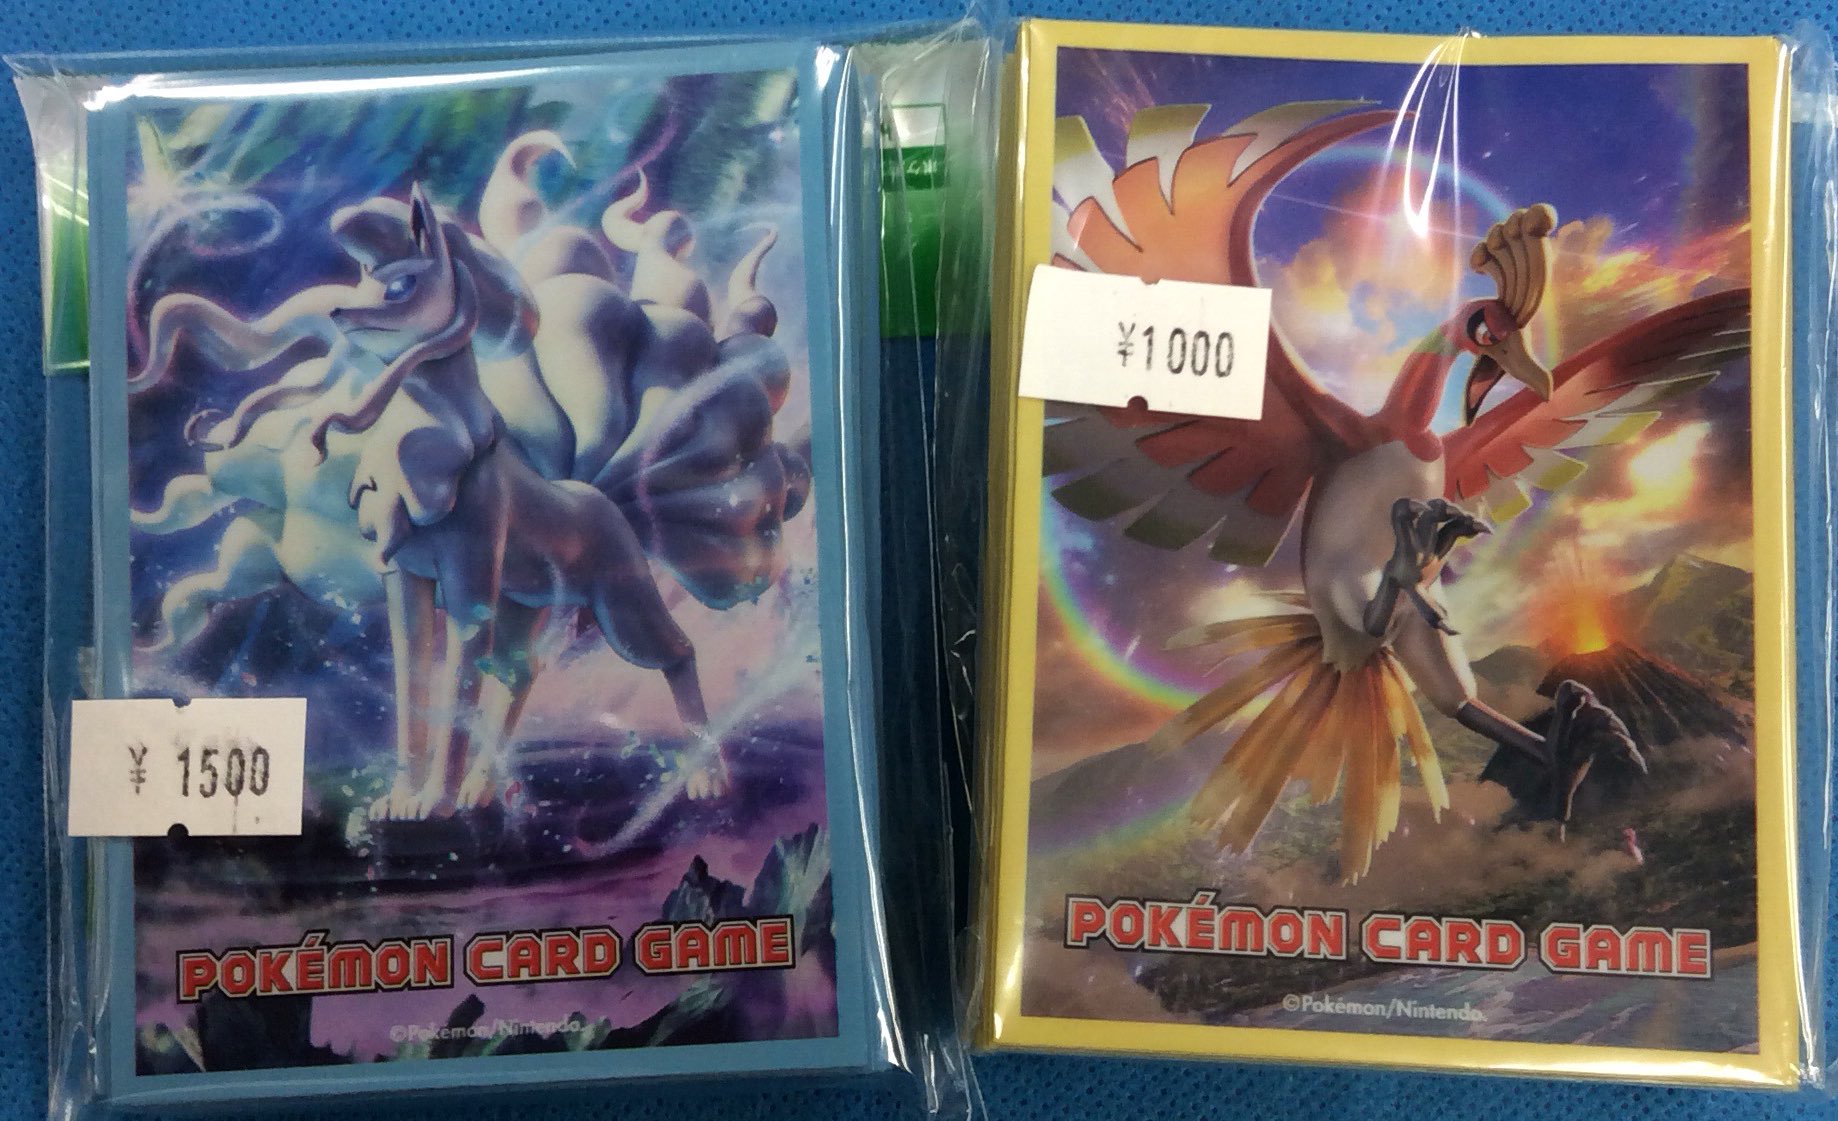 ¥ 1500
POKÉMON CARD GAME
©Pokémon/Nintendo.
¥1000
POKÉMON CARD GAME
©Pokémon/Nintendo.